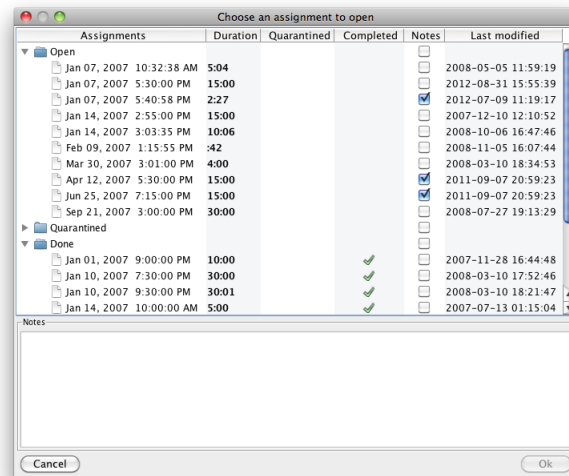 Choose an assignment to open
Assignments Duration Quarantined Completed Notes Last modified
Open
Jan 07, 2007 10:32:38 AM 5:04 2008-05-05 11:59:19
Jan 07, 2007 5:30:00 PM 15:00 2012-08-31 15:55:39
Jan 07, 2007 5:40:58 PM 2:27 2012-07-09 11:19:17
Jan 14, 2007 2:55:00 PM 15:00 2007-12-10 12:10:52
Jan 14, 2007 3:03:35 PM 10:06 2008-10-06 16:47:46
Feb 09, 2007 1:15:55 PM :42 2008-11-05 16:07:44
Mar 30, 2007 3:01:00 PM 4:00 2008-03-10 18:34:53
Apr 12, 2007 5:30:00 PM 15:00 2011-09-07 20:59:23
Jun 25, 2007 7:15:00 PM 15:00 2011-09-07 20:59:23
Sep 21, 2007 3:00:00 PM 30:00 2008-07-27 19:13:29
Quarantined
Done
Jan 01, 2007 9:00:00 PM 10:00 2007-11-28 16:44:48
Jan 10, 2007 7:30:00 PM 30:00 2008-03-10 17:52:46
Jan 10, 2007 9:30:00 PM 30:01 2008-03-10 18:21:47
Jan 14, 2007 10:00:00 AM 5:00 2007-07-13 01:15:04
Notes
Cancel Ok